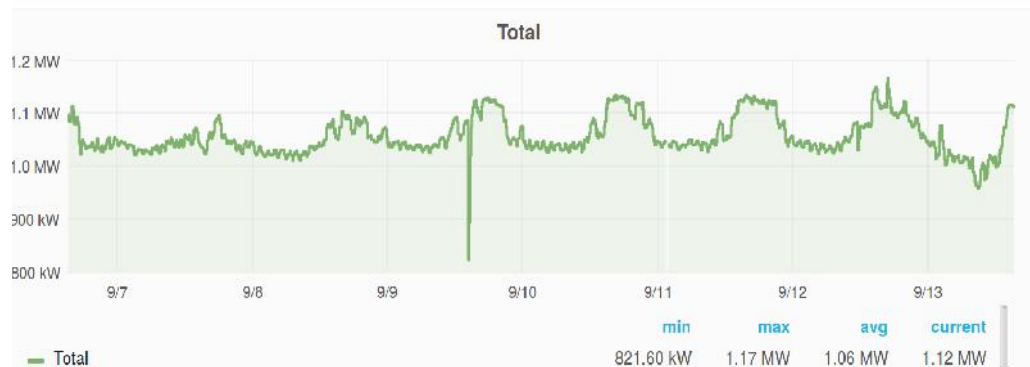 Total
1.2 MW
1.1 MW
1.0 MW
900 kW
800 kW
9/7 9/8 9/9 9/10 9/11 9/12 9/13
min max avg current
Total 821.60 kW 1.17 MW 1.06 MW 1.12 MW